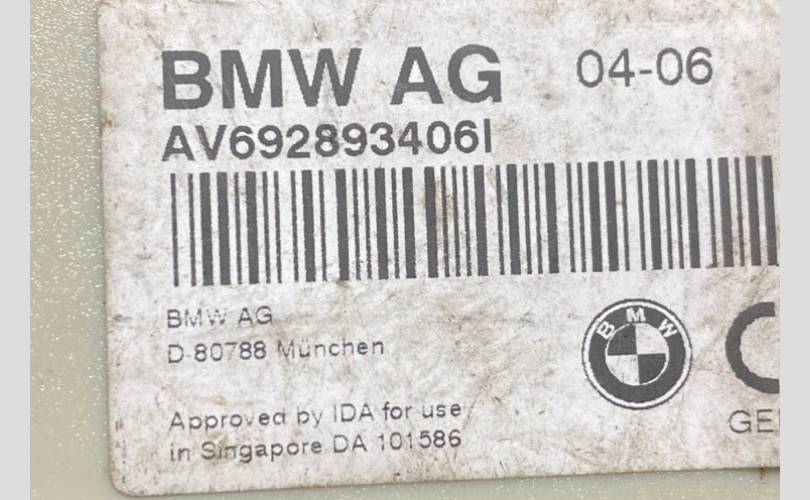 BMW AG 04-06
AV692893406I
BMW AG
D-80788 München
BMW
Approved by IDA for use
in Singapore DA 101586